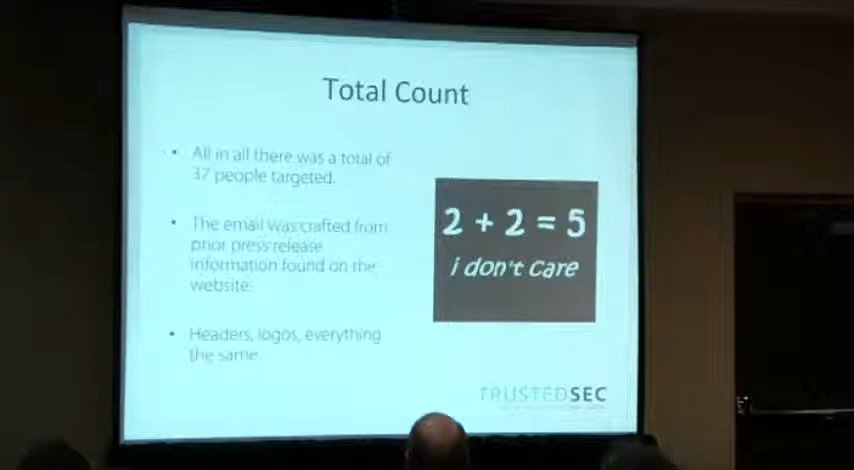 Total Count
• All in all there was a total of
37 people targeted.
• The email was crafted from
prior press release
information found on the
website.
• Headers, logos, everything
the same.
2 + 2 = 5
i don't care
TRUSTEDSEC